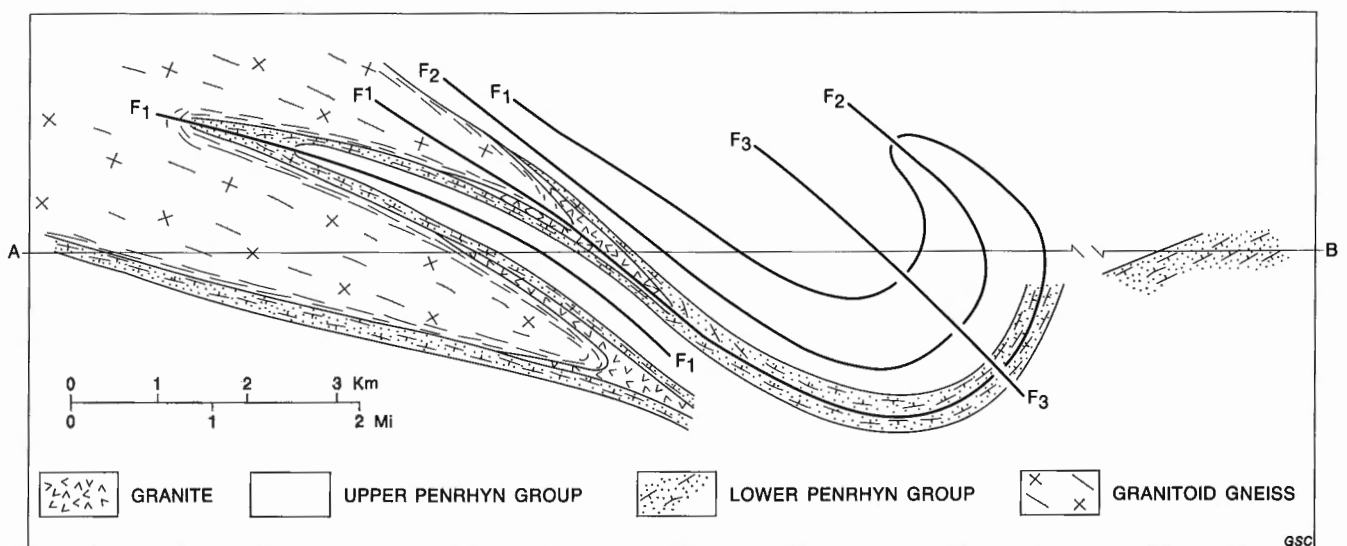 F2
F1
F1
F1
F2
F3
A
B
F1
F3
0 1 2 3 Km
0 1 2 Mi
GRANITE
UPPER PENRHYN GROUP
LOWER PENRHYN GROUP
GRANITOID GNEISS
GSC